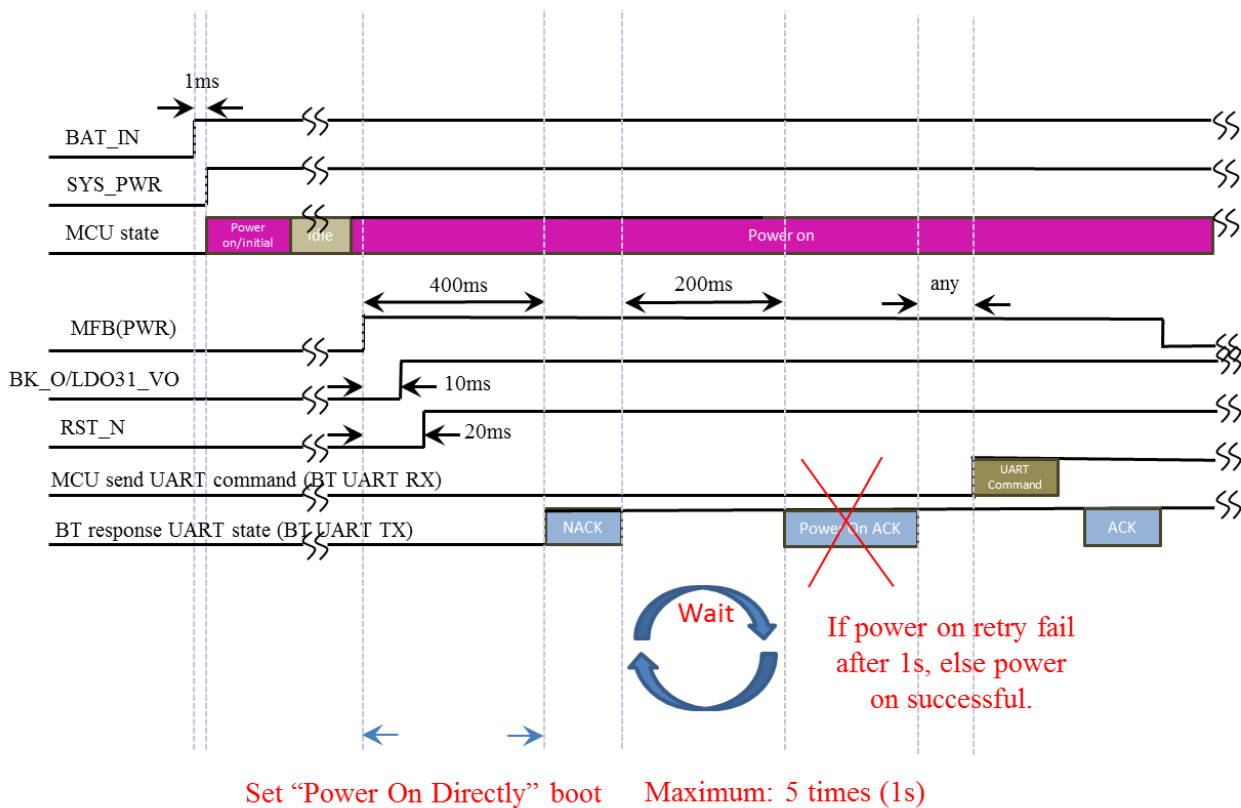 1ms
BAT_IN
SYS_PWR
MCU state
Power
on/initial
Idle
Power on
400ms
200ms
any
MFB(PWR)
BK_O/LDO31_VO
10ms
RST_N
20ms
MCU send UART command (BT UART RX)
UART
Command
BT response UART state (BT UART TX)
NACK
Power On ACK
ACK
Wait
If power on retry fail
after 1s, else power
on successful.
Set “Power On Directly” boot
Maximum: 5 times (1s)